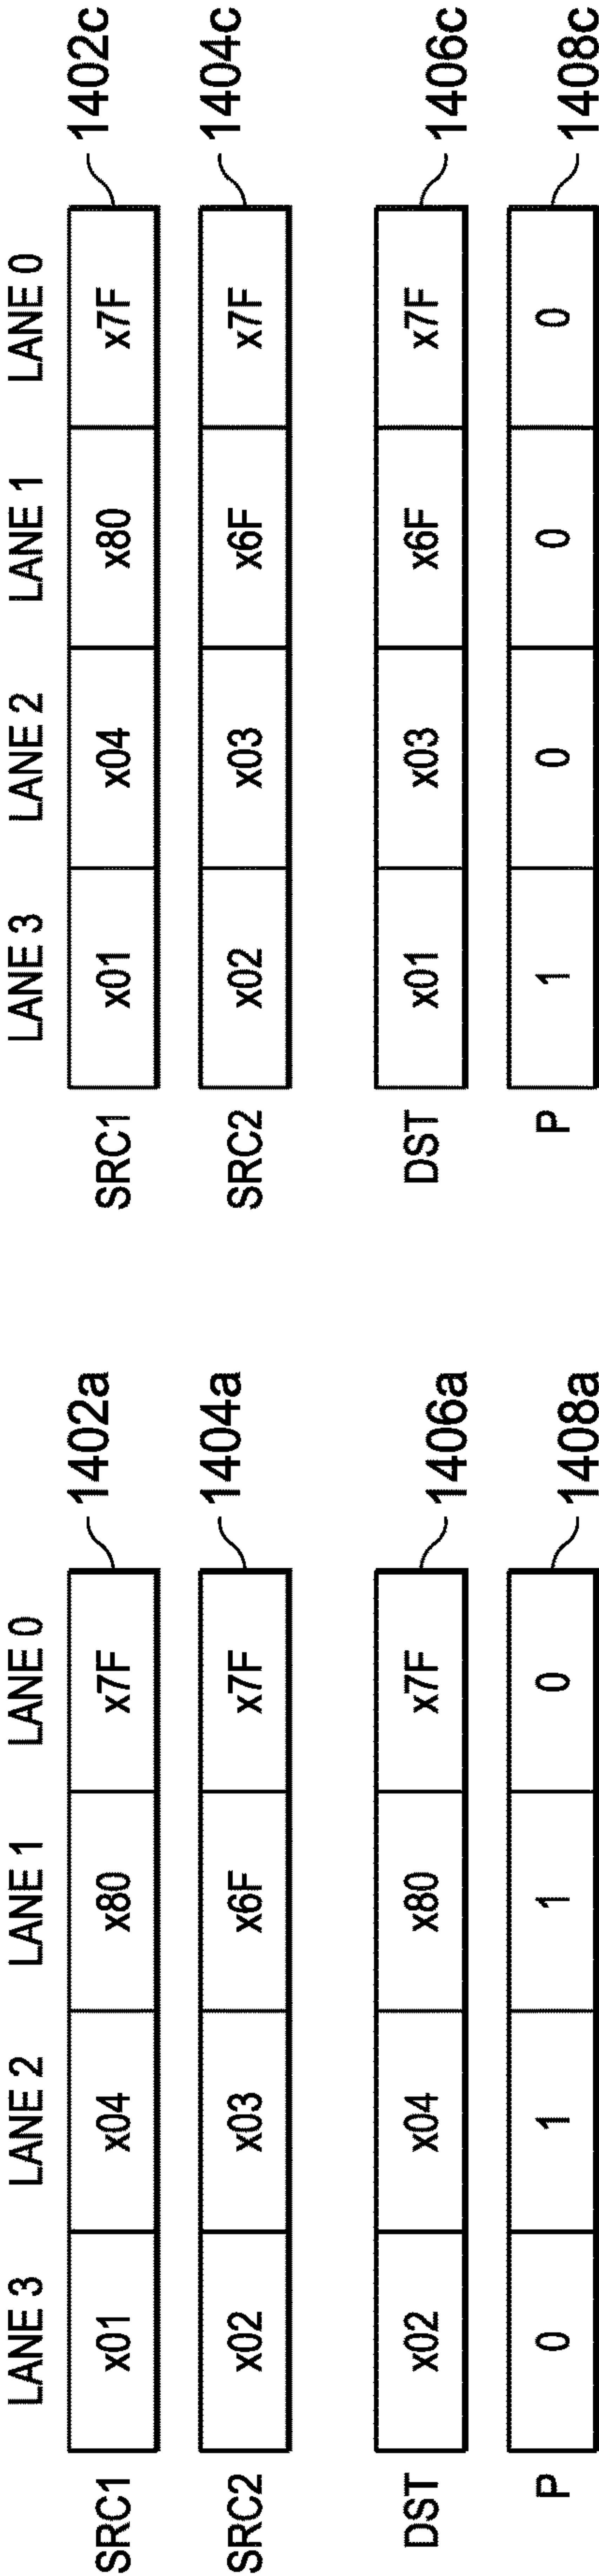 LANE 3 LANE 2 LANE 1 LANE 0
SRC1 x01 x04 x80 x7F 1402a
SRC2 x02 x03 x6F x7F 1404a
DST x02 x04 x80 x7F 1406a
P 0 1 1 0 1408a
LANE 3 LANE 2 LANE 1 LANE 0
SRC1 x01 x04 x80 x7F 1402c
SRC2 x02 x03 x6F x7F 1404c
DST x01 x03 x6F x7F 1406c
P 1 0 0 0 1408c